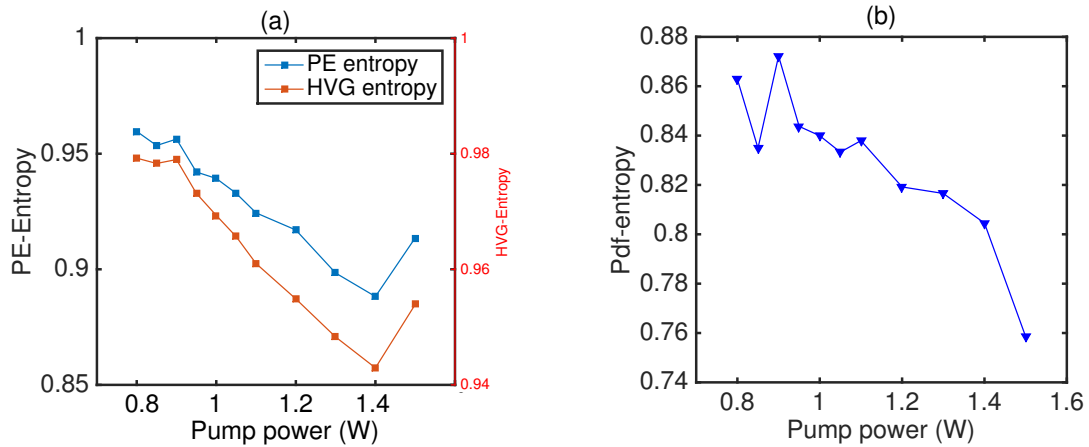 (a)
1
0.95
0.9
0.85
PE-Entropy
PE entropy
HVG entropy
1
0.98
0.96
0.94
HVG-Entropy
0.8
1
1.2
1.4
Pump power (W)
(b)
0.88
0.86
0.84
0.82
0.8
0.78
0.76
0.74
Pdf-entropy
0.8
1
1.2
1.4
1.6
Pump power (W)